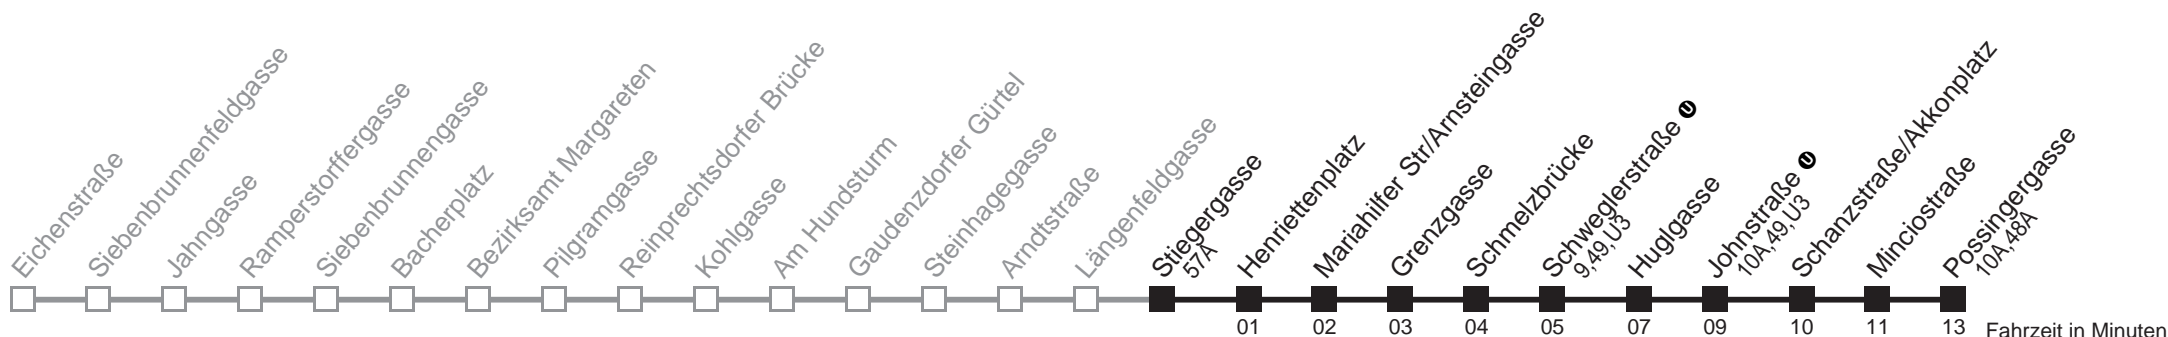 Eichenstraße
Siebenbrunnenfeldgasse
Jahngasse
Ramperstorffergasse
Siebenbrunnengasse
Bacherplatz
Bezirksamt Margareten
Pilgramgasse
Reinprechtsdorfer Brücke
Kohlgasse
Am Hundsturm
Gaudenzdorfer Gürtel
Steinhagegasse
Arndtstraße
Längenfeldgasse
Stiegergasse
57A
Henriettenplatz
Mariahilfer Str/Arnsteingasse
Grenzgasse
Schmelzbrücke
Schweglerstraße U
9,49,U3
Huglgasse
Johnstraße U
10A,49,U3
Schanzstraße/Akkonplatz
Minciostraße
Possingergasse
10A,48A
01 02 03 04 05 07 09 10 11 13 Fahrzeit in Minuten